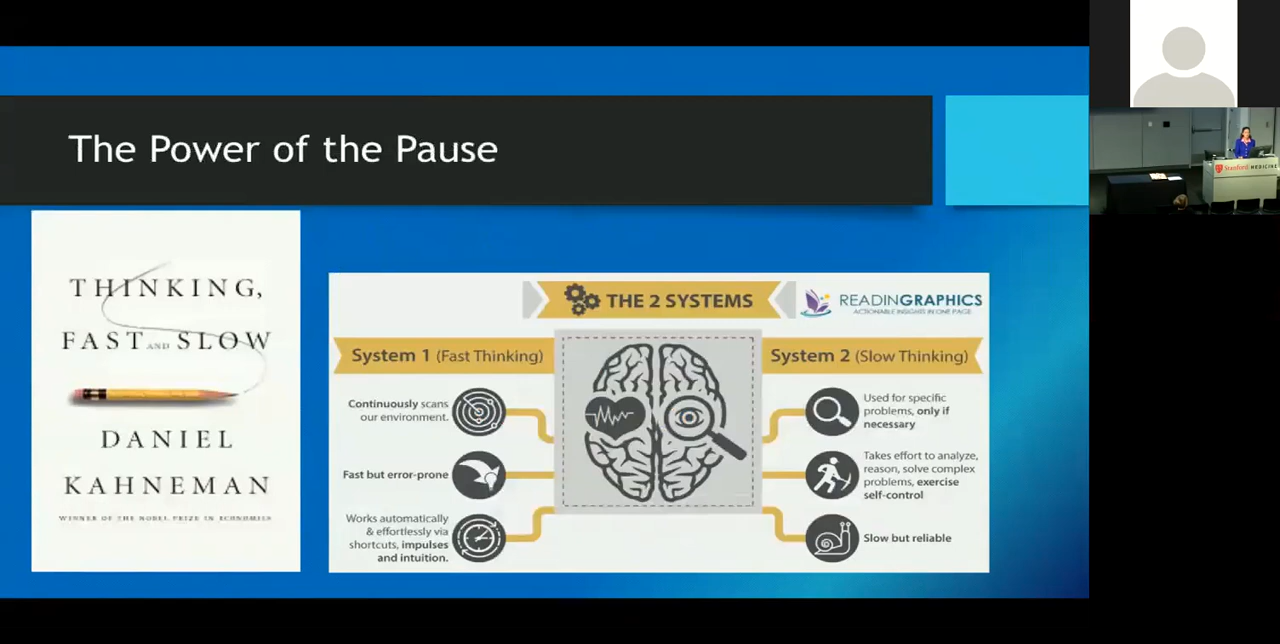 The Power of the Pause
THINKING,
FAST AND SLOW
DANIEL
KAHNEMAN
WINNER OF THE NOBEL PRIZE IN ECONOMICS
THE 2 SYSTEMS
READINGRAPHICS
ACTIONABLE INSIGHTS IN ONE PAGE
System 1 (Fast Thinking)
Continuously scans
our environment.
Fast but error-prone
Works automatically
& effortlessly via
shortcuts, impulses
and intuition.
System 2 (Slow Thinking)
Used for specific
problems, only if
necessary
Takes effort to analyze,
reason, solve complex
problems, exercise
self-control
Slow but reliable
Stanford MEDICINE